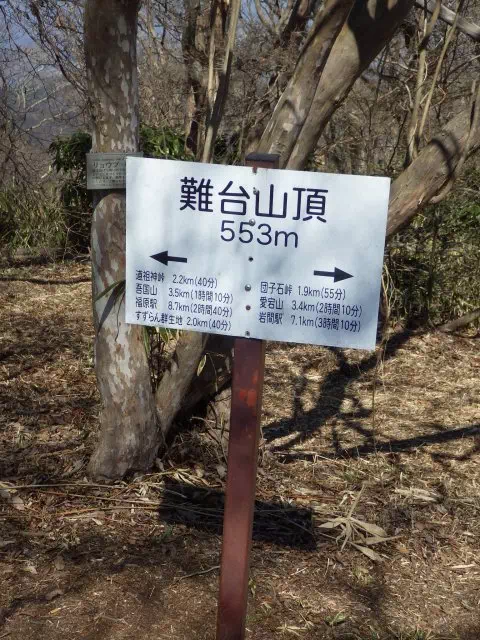 リョウブ
難台山頂
553m
道祖神峠 2.2km(40分)
吾国山 3.5km(1時間10分)
福原駅 8.7km(2時間40分)
すずらん群生地 2.0km(40分)
団子石峠 1.9km(55分)
愛宕山 3.4km(2時間10分)
岩間駅 7.1km(3時間10分)